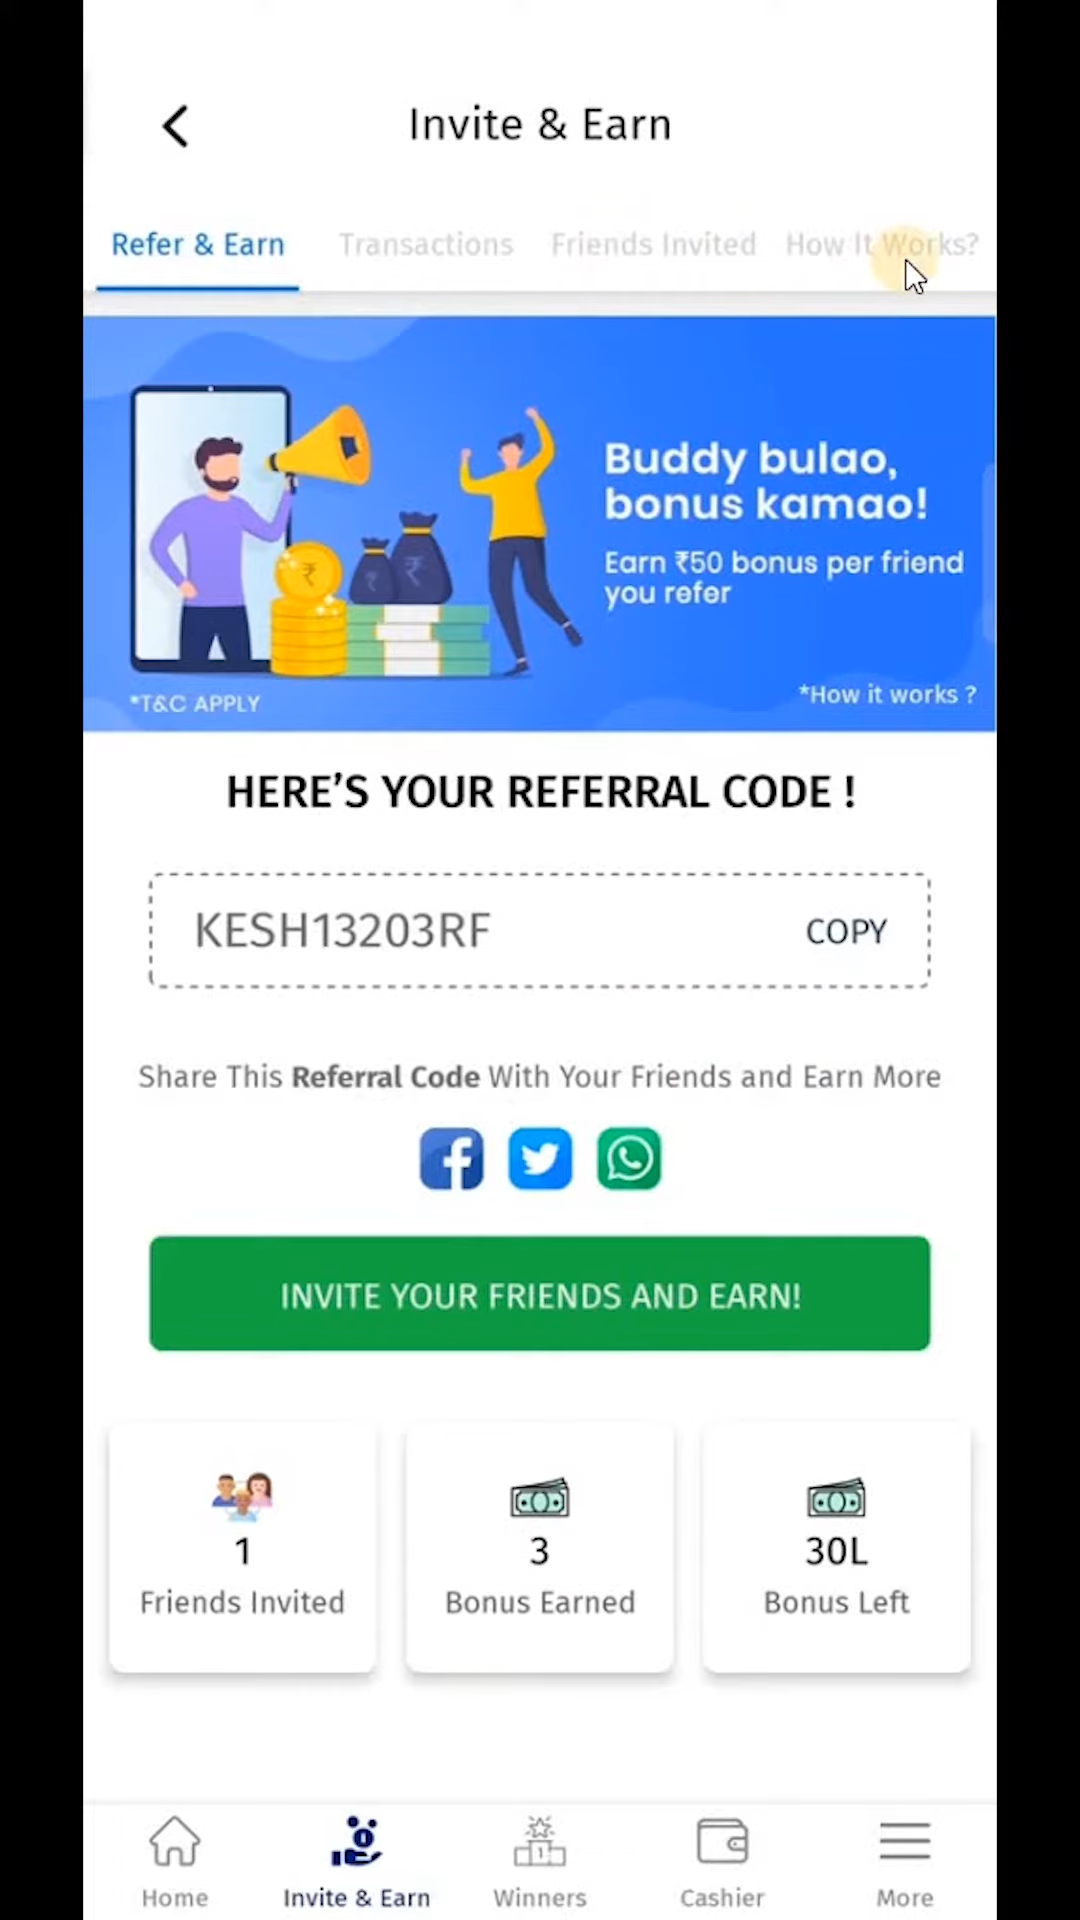 Invite & Earn
Refer & Earn Transactions Friends Invited How It Works?
Buddy bulao,
bonus kamao!
Earn ₹50 bonus per friend
you refer
*T&C APPLY
*How it works ?
HERE'S YOUR REFERRAL CODE !
KESH13203RF COPY
Share This Referral Code With Your Friends and Earn More
INVITE YOUR FRIENDS AND EARN!
1 3 30L
Friends Invited Bonus Earned Bonus Left
Home Invite & Earn Winners Cashier More